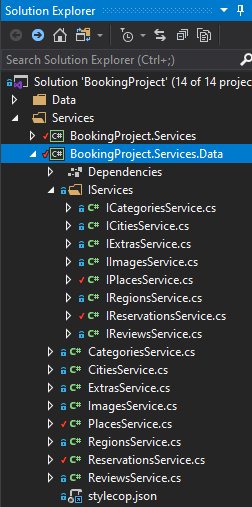 Solution Explorer
Search Solution Explorer (Ctrl+;)
Solution 'BookingProject' (14 of 14 projec
Data
Services
C# BookingProject.Services
C# BookingProject.Services.Data
Dependencies
IServices
C# ICategoriesService.cs
C# ICitiesService.cs
C# IExtrasService.cs
C# IImagesService.cs
C# IPlacesService.cs
C# IRegionsService.cs
C# IReservationsService.cs
C# IReviewsService.cs
C# CategoriesService.cs
C# CitiesService.cs
C# ExtrasService.cs
C# ImagesService.cs
C# PlacesService.cs
C# RegionsService.cs
C# ReservationsService.cs
C# ReviewsService.cs
stylecop.json